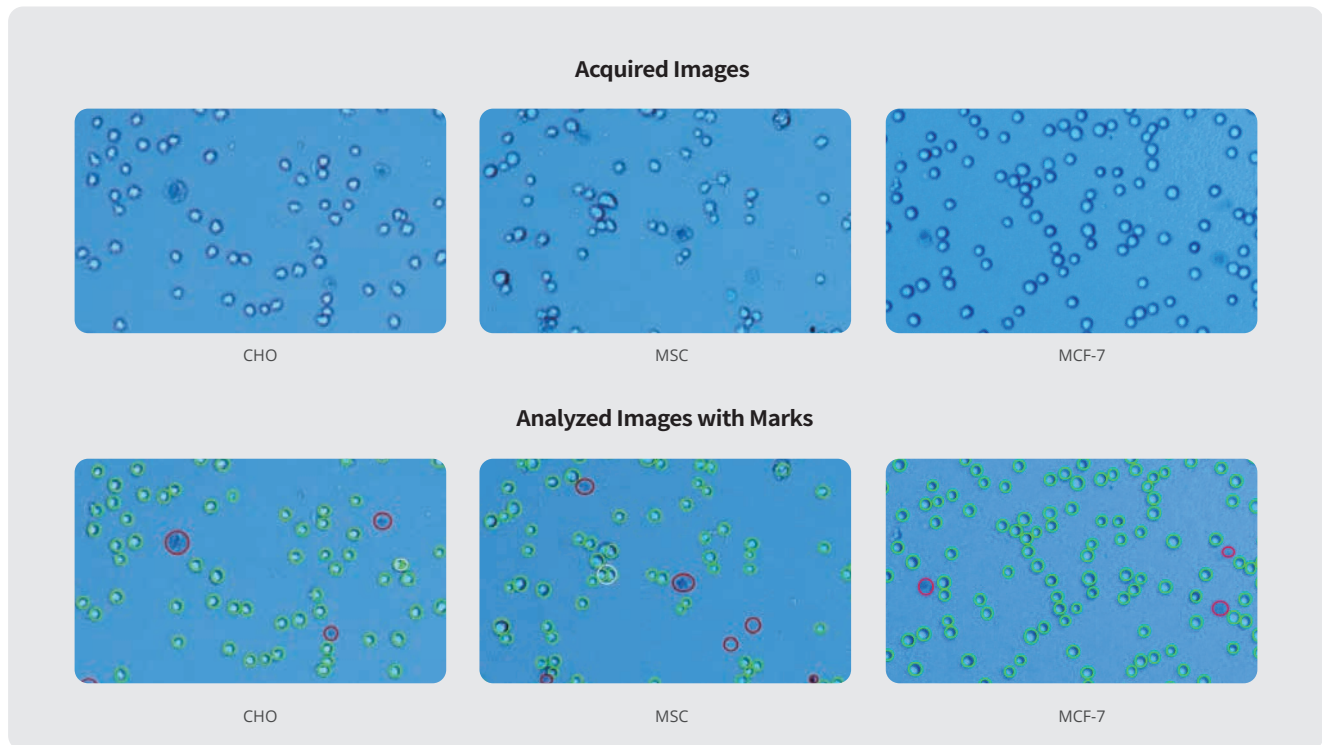 Acquired Images
CHO
MSC
MCF-7
Analyzed Images with Marks
CHO
MSC
MCF-7